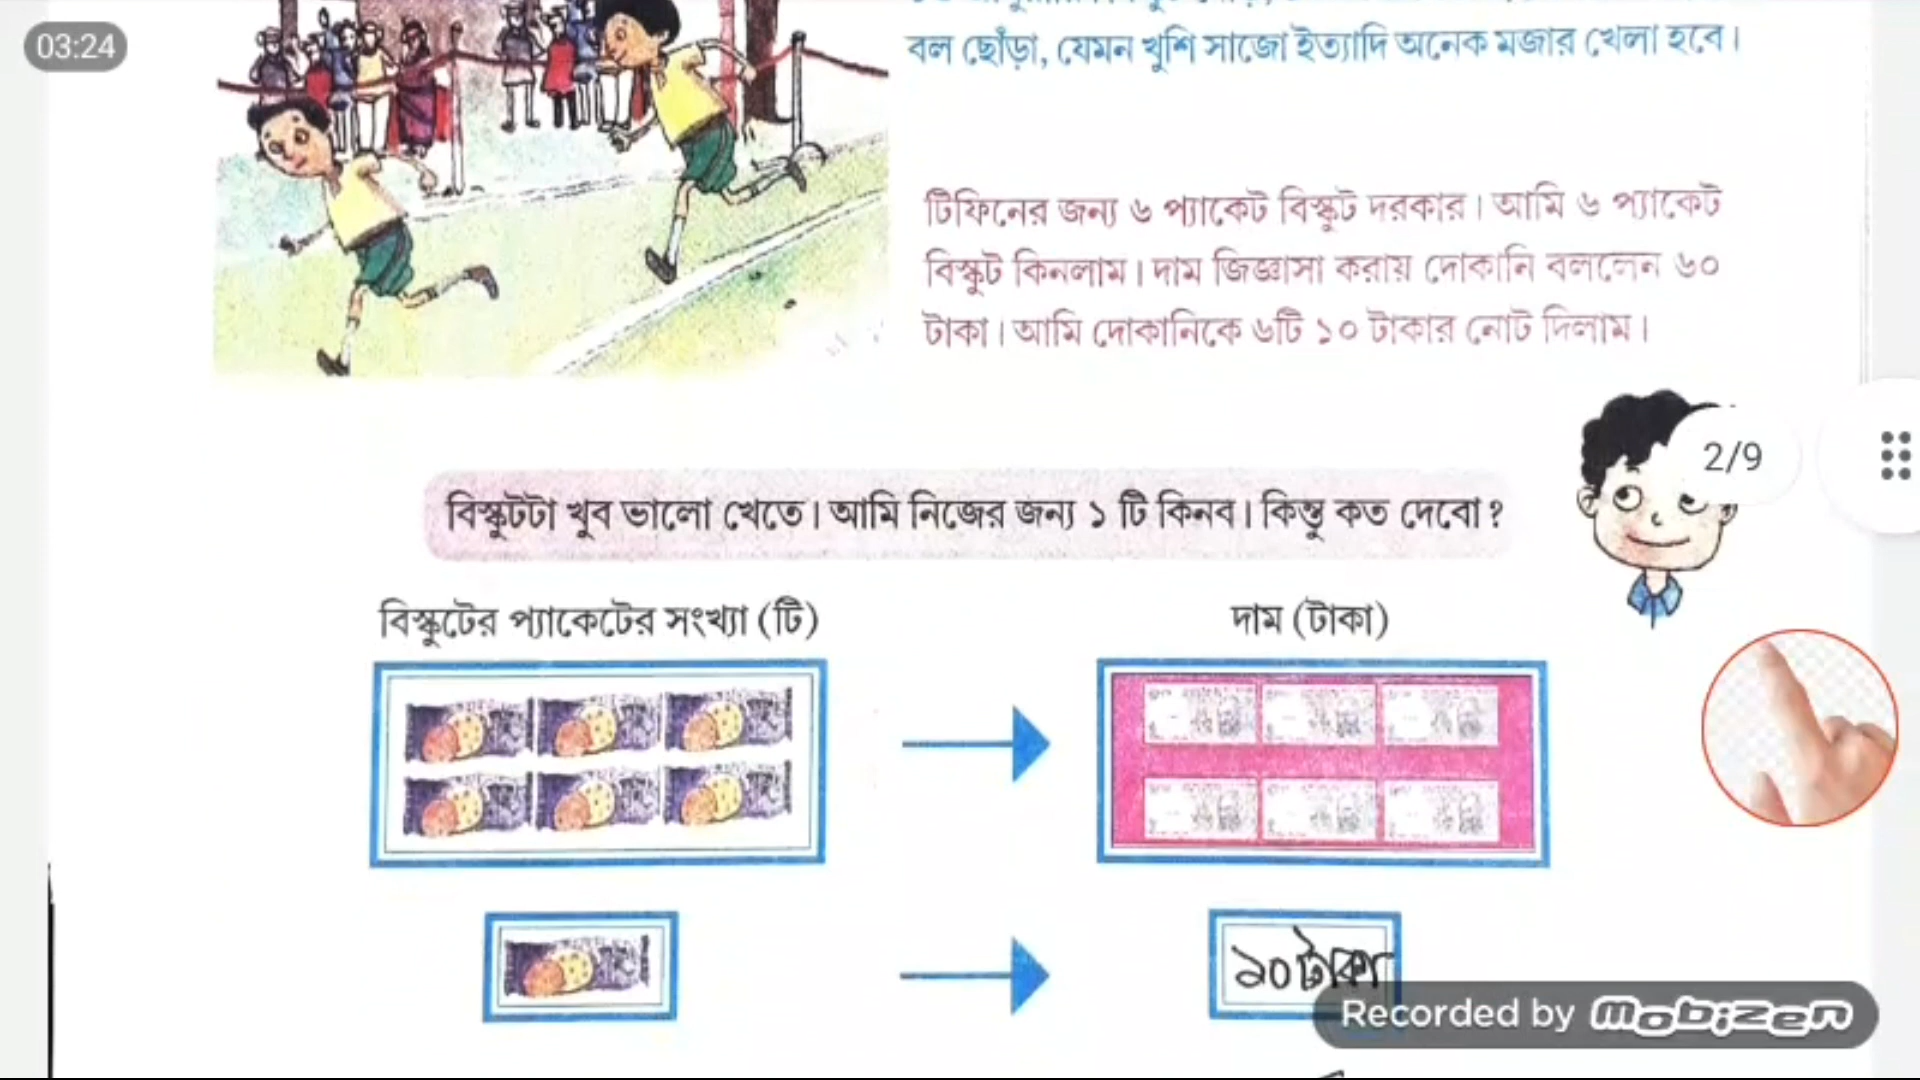 03:24
বল ছোঁড়া, যেমন খুশি সাজো ইত্যাদি অনেক মজার খেলা হবে।
টিফিনের জন্য ৬ প্যাকেট বিস্কুট দরকার। আমি ৬ প্যাকেট
বিস্কুট কিনলাম। দাম জিজ্ঞাসা করায় দোকানি বললেন ৬০
টাকা। আমি দোকানিকে ৬টি ১০ টাকার নোট দিলাম।
2/9
বিস্কুটটা খুব ভালো খেতে। আমি নিজের জন্য ১ টি কিনব। কিন্তু কত দেবো?
বিস্কুটের প্যাকেটের সংখ্যা (টি)
দাম (টাকা)
১০ টাকা
Recorded by mobizen